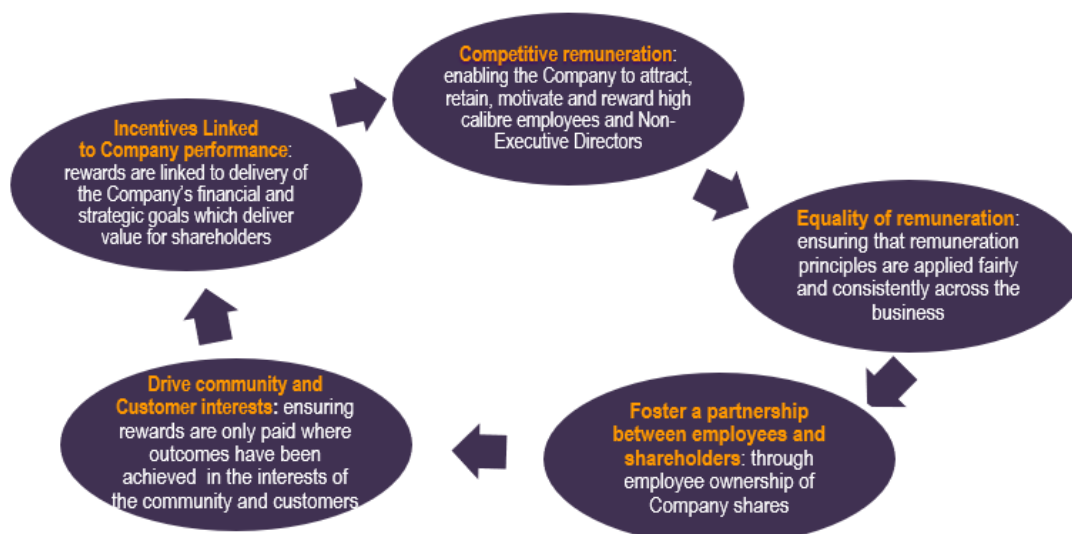 Competitive remuneration:
enabling the Company to attract,
retain, motivate and reward high
calibre employees and Non-
Executive Directors
Equality of remuneration:
ensuring that remuneration
principles are applied fairly
and consistently across the
business
Foster a partnership
between employees and
shareholders: through
employee ownership of
Company shares
Drive community and
Customer interests: ensuring
rewards are only paid where
outcomes have been
achieved in the interests of
the community and customers
Incentives Linked
to Company performance:
rewards are linked to delivery of
the Company's financial and
strategic goals which deliver
value for shareholders